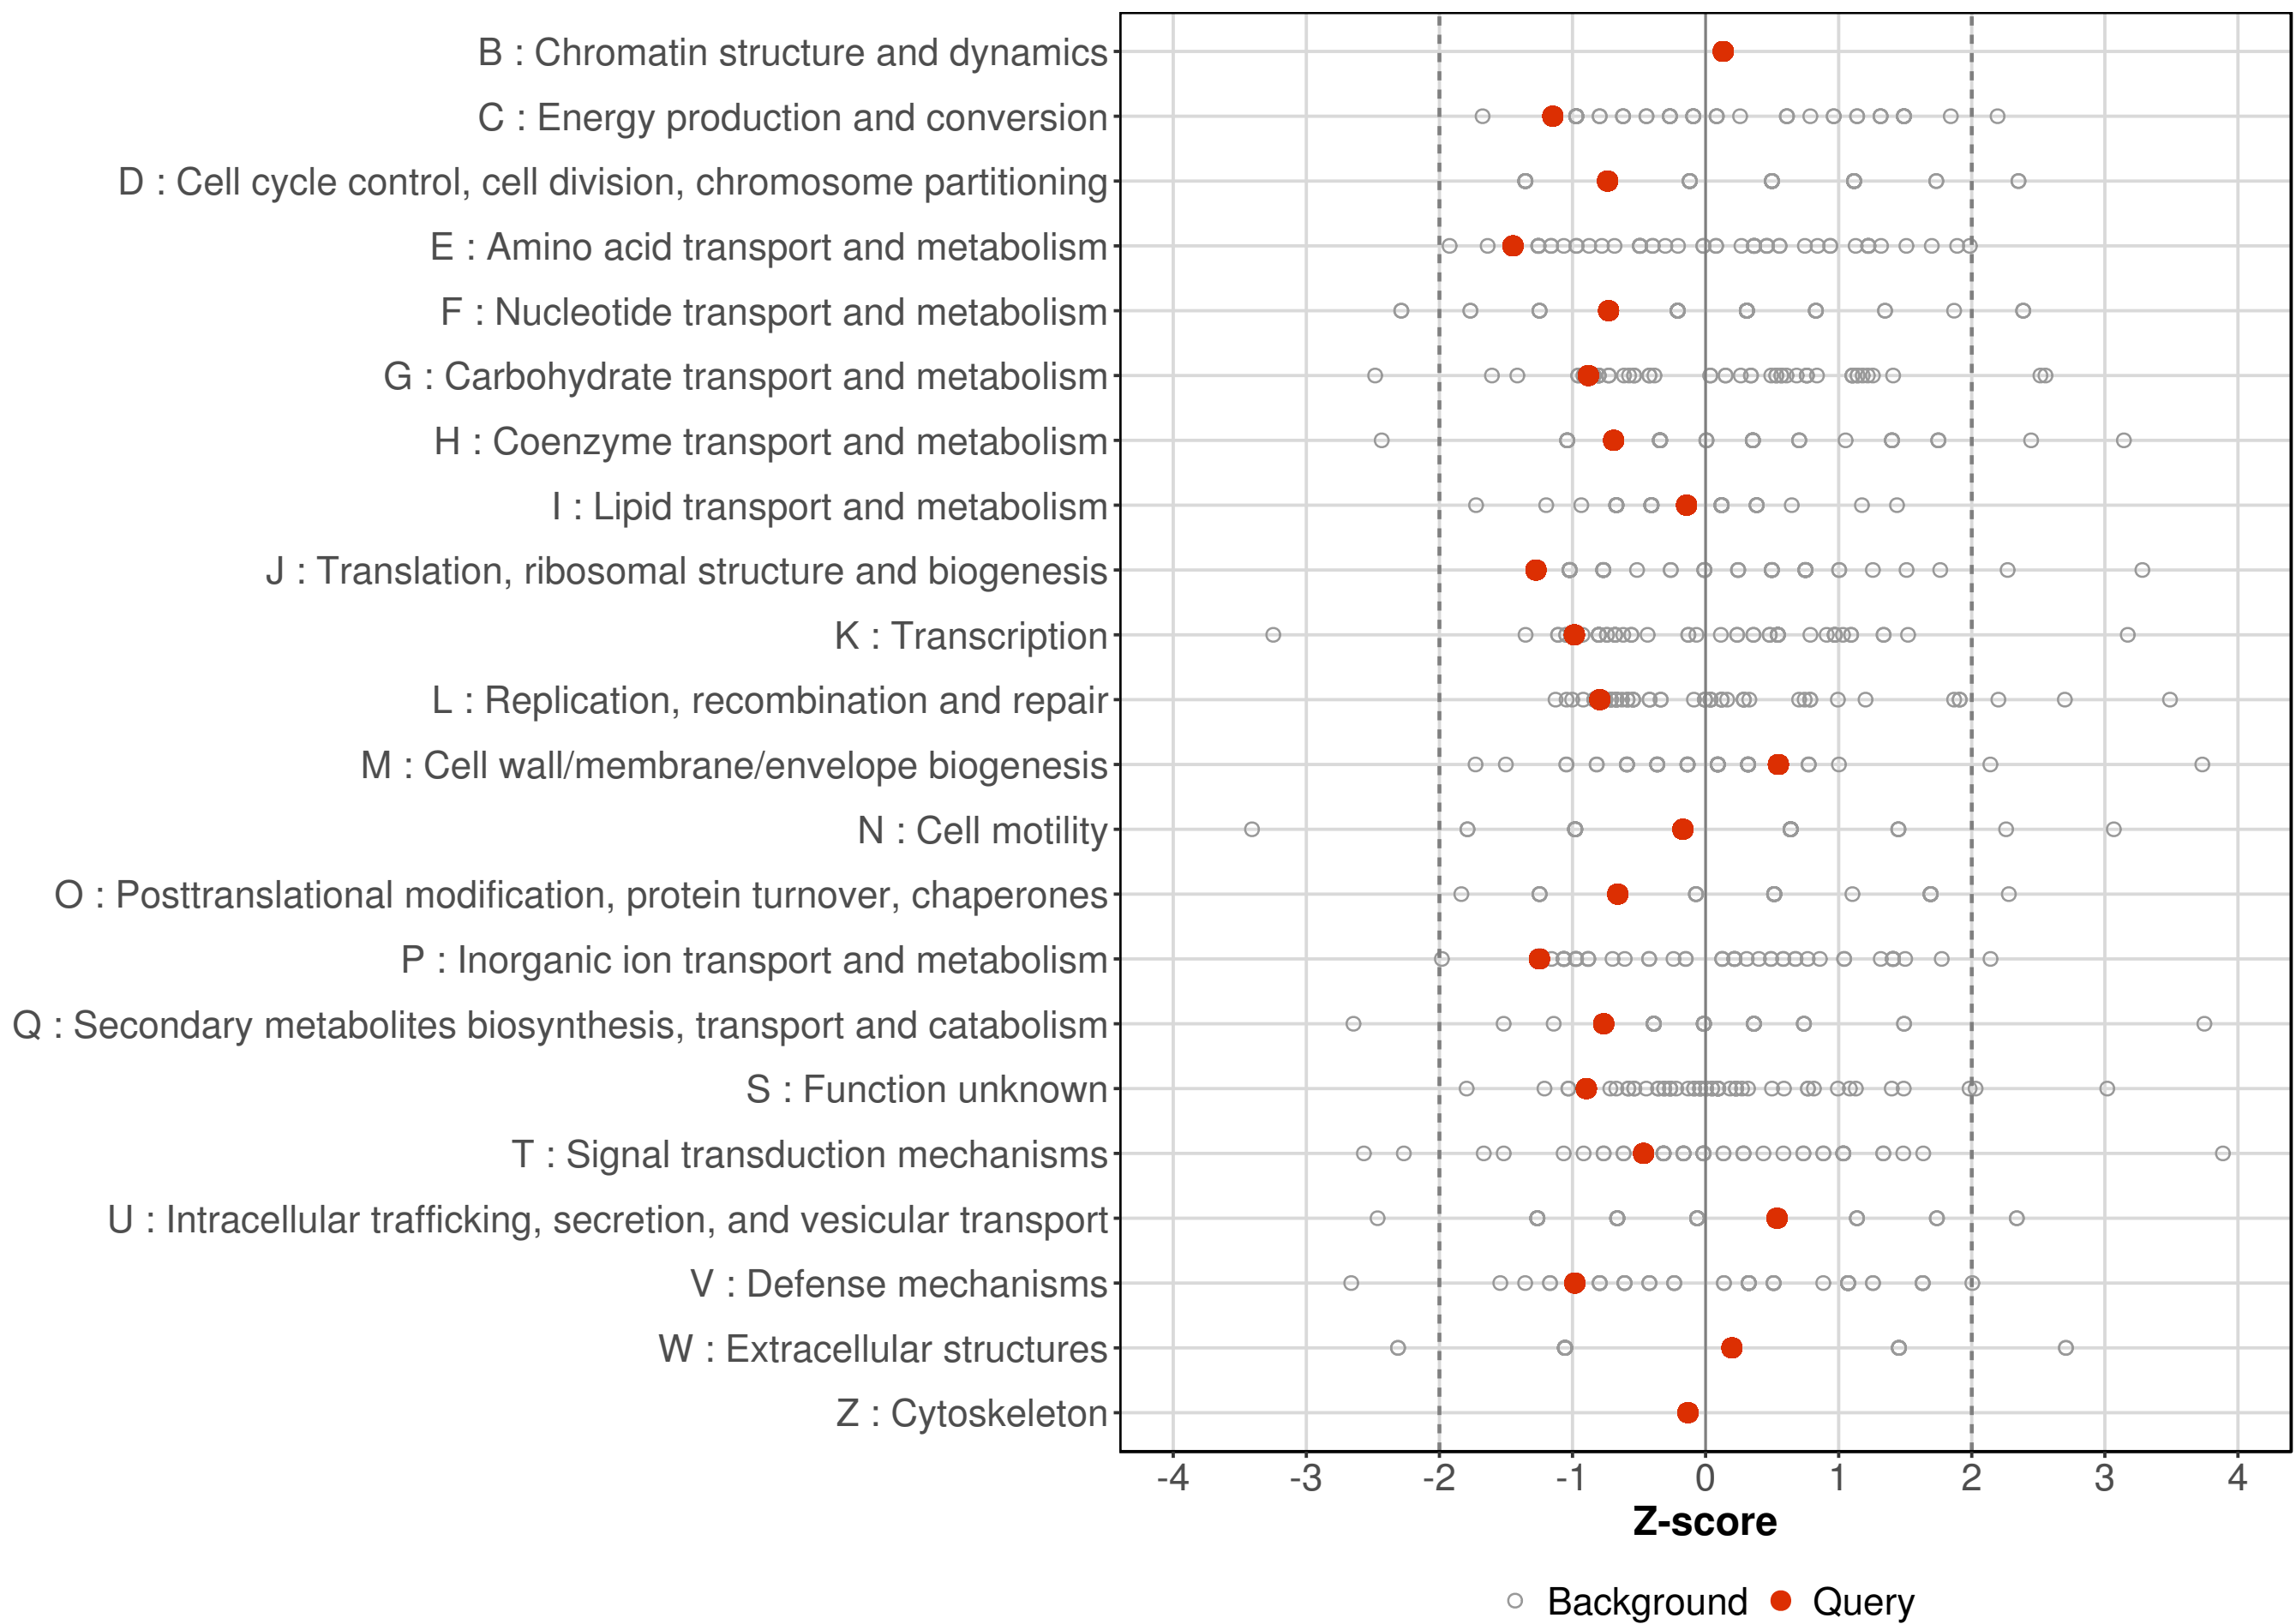 B : Chromatin structure and dynamics
C : Energy production and conversion
D : Cell cycle control, cell division, chromosome partitioning
E : Amino acid transport and metabolism
F : Nucleotide transport and metabolism
G : Carbohydrate transport and metabolism
H : Coenzyme transport and metabolism
I : Lipid transport and metabolism
J : Translation, ribosomal structure and biogenesis
K : Transcription
L : Replication, recombination and repair
M : Cell wall/membrane/envelope biogenesis
N : Cell motility
O : Posttranslational modification, protein turnover, chaperones
P : Inorganic ion transport and metabolism
Q : Secondary metabolites biosynthesis, transport and catabolism
S : Function unknown
T : Signal transduction mechanisms
U : Intracellular trafficking, secretion, and vesicular transport
V : Defense mechanisms
W : Extracellular structures
Z : Cytoskeleton
-4 -3 -2 -1 0 1 2 3 4
Z-score
Background Query